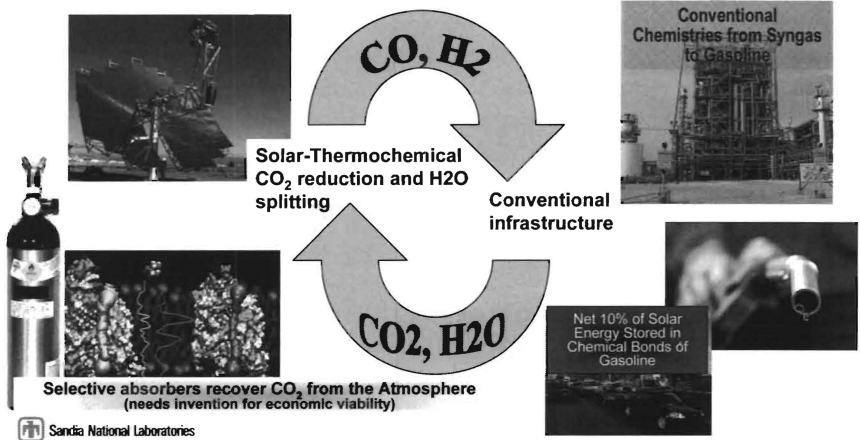 Conventional
Chemistries from Syngas
to Gasoline
CO, H2
Solar-Thermochemical
CO₂ reduction and H2O
splitting
Conventional
infrastructure
CO2, H2O
Net 10% of Solar
Energy Stored in
Chemical Bonds of
Gasoline
Selective absorbers recover CO₂ from the Atmosphere
(needs invention for economic viability)
Sandia National Laboratories